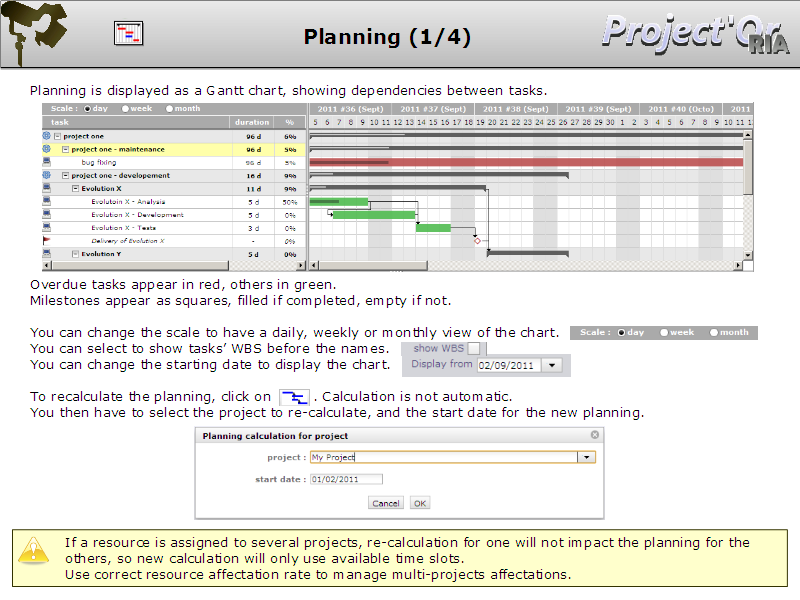 Planning (1/4)
Project'Or
RIA
Planning is displayed as a Gantt chart, showing dependencies between tasks.
Scale : day week month
2011 #36 (Sept) 2011 #37 (Sept) 2011 #38 (Sept) 2011 #39 (Sept) 2011 #40 (Octo) 2011
task duration %
5 6 7 8 9 10 11 12 13 14 15 16 17 18 19 20 21 22 23 24 25 26 27 28 29 30 1 2 3 4 5 6 7 8 9 10 11 12
project one 96 d 6%
project one - maintenance 96 d 5%
bug fixing 96 d 5%
project one - developement 16 d 9%
Evolution X 11 d 9%
Evolutoin X - Analysis 5 d 50%
Evolution X - Development 5 d 0%
Evolution X - Tests 3 d 0%
Delivery of Evolution X - 0%
Evolution Y 5 d 0%
Overdue tasks appear in red, others in green.
Milestones appear as squares, filled if completed, empty if not.
You can change the scale to have a daily, weekly or monthly view of the chart. Scale : day week month
You can select to show tasks' WBS before the names. show WBS
You can change the starting date to display the chart. Display from 02/09/2011
To recalculate the planning, click on . Calculation is not automatic.
You then have to select the project to re-calculate, and the start date for the new planning.
Planning calculation for project
project : My Project
start date : 01/02/2011
Cancel OK
If a resource is assigned to several projects, re-calculation for one will not impact the planning for the
others, so new calculation will only use available time slots.
Use correct resource affectation rate to manage multi-projects affectations.